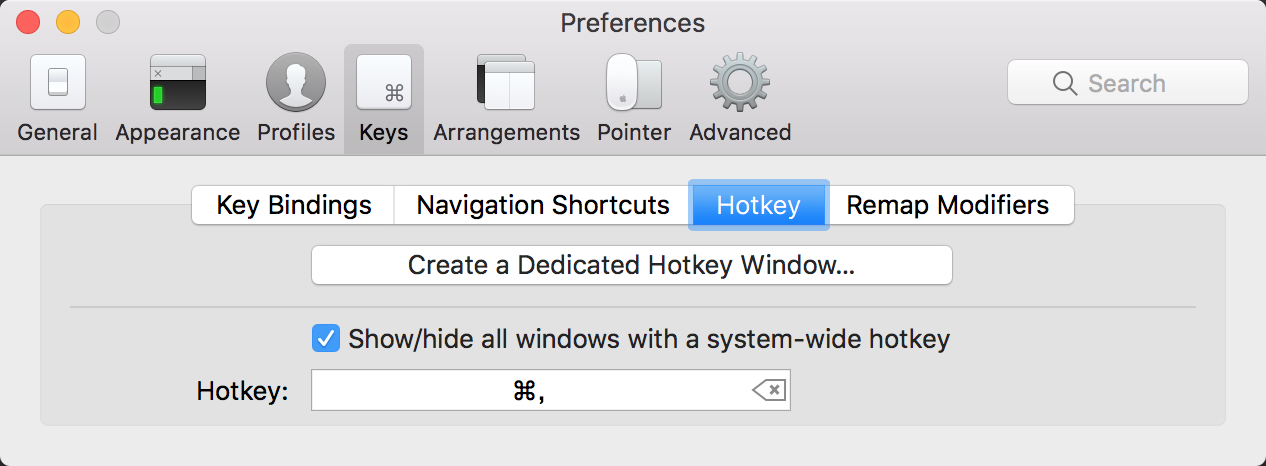 Preferences
General Appearance Profiles Keys Arrangements Pointer Advanced Search
⌘
Key Bindings Navigation Shortcuts Hotkey Remap Modifiers
Create a Dedicated Hotkey Window...
Show/hide all windows with a system-wide hotkey
Hotkey: ⌘,